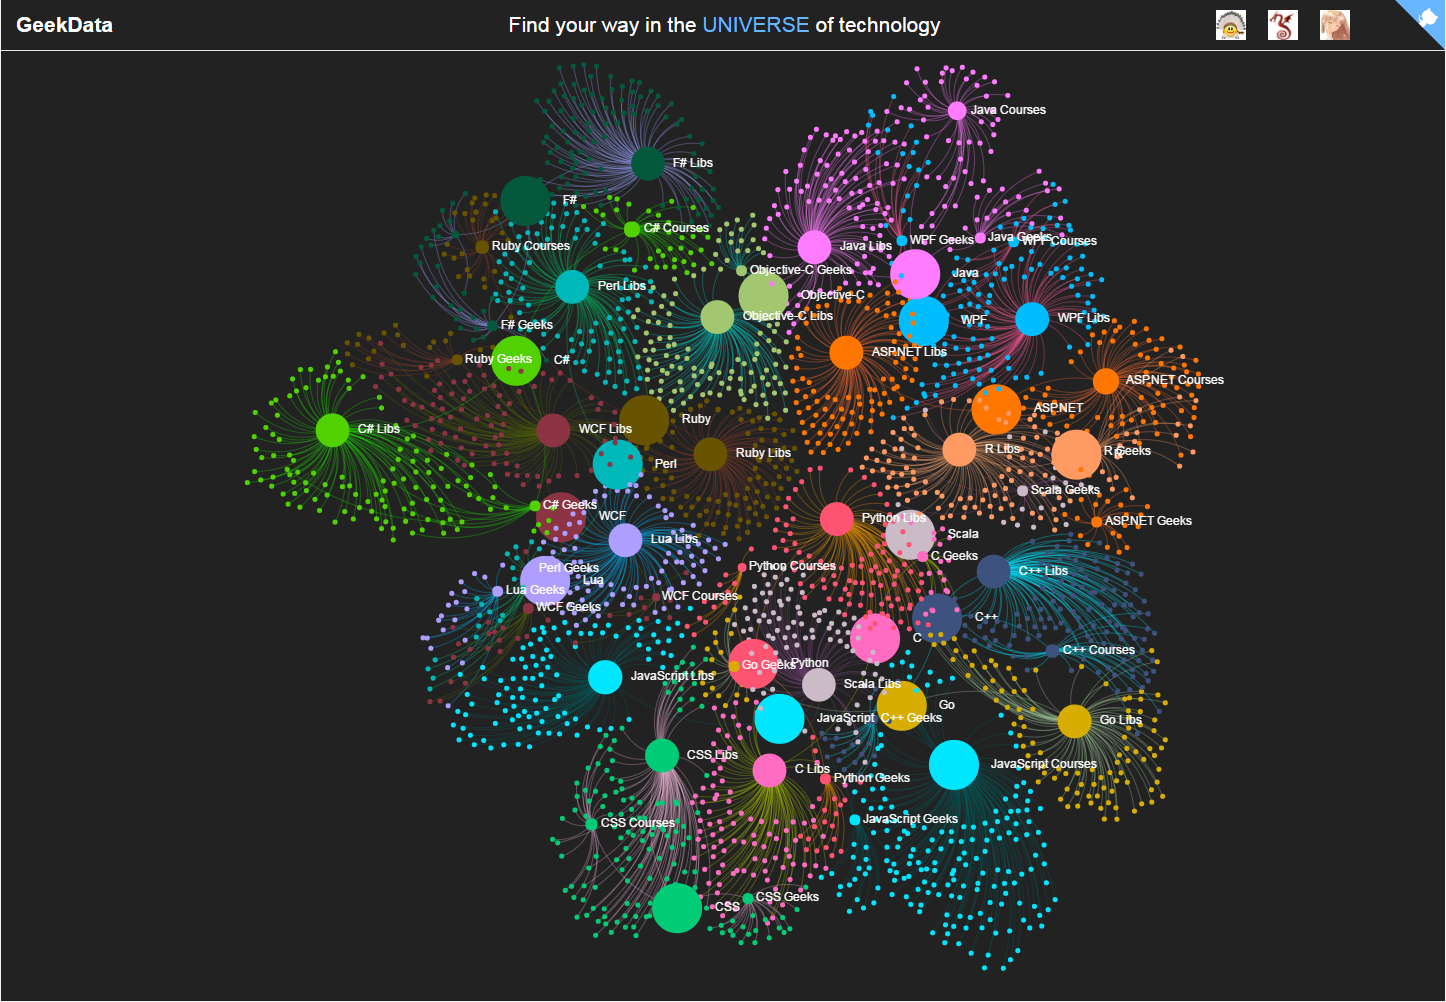 GeekData
Find your way in the UNIVERSE of technology
Java Courses
F# Libs
F#
C# Courses
Java Geeks
WPF Geeks
WPF Courses
Ruby Courses
Java Libs
Objective-C Geeks
Java
Perl Libs
Objective-C
Objective-C Libs
WPF
WPF Libs
F# Geeks
ASP.NET Libs
Ruby Geeks
C#
ASP.NET Courses
ASP.NET
Ruby
C# Libs
WCF Libs
Ruby Libs
R Libs
R
Geeks
Perl
Scala Geeks
C# Geeks
WCF
Python Libs
ASP.NET Geeks
Scala
Lua Libs
C Geeks
Perl Geeks
Python Courses
C++ Libs
Lua
Lua Geeks
WCF Courses
WCF Geeks
C++
C
C++ Courses
Go Geeks
Python
JavaScript Libs
Scala Libs
Go
JavaScript
C++ Geeks
Go Libs
CSS Libs
C Libs
JavaScript Courses
Python Geeks
CSS Courses
JavaScript Geeks
CSS Geeks
CSS